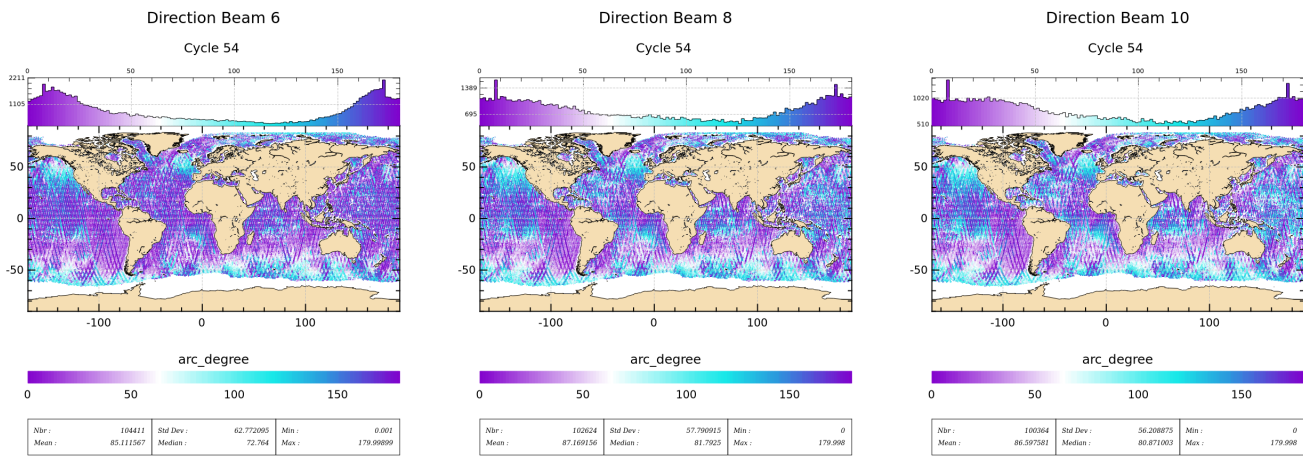 Direction Beam 6
Cycle 54
0 50 100 150
2211
1105
50
0
-50
-100 0 100
arc_degree
0 50 100 150
Nbr : 104411 Std Dev : 62.772095 Min : 0.001
Mean : 85.111567 Median : 72.764 Max : 179.99899
Direction Beam 8
Cycle 54
0 50 100 150
1389
695
50
0
-50
-100 0 100
arc_degree
0 50 100 150
Nbr : 102624 Std Dev : 57.790915 Min : 0
Mean : 87.169156 Median : 81.7925 Max : 179.998
Direction Beam 10
Cycle 54
0 50 100 150
1020
510
50
0
-50
-100 0 100
arc_degree
0 50 100 150
Nbr : 100364 Std Dev : 56.208875 Min : 0
Mean : 86.597581 Median : 80.871003 Max : 179.998